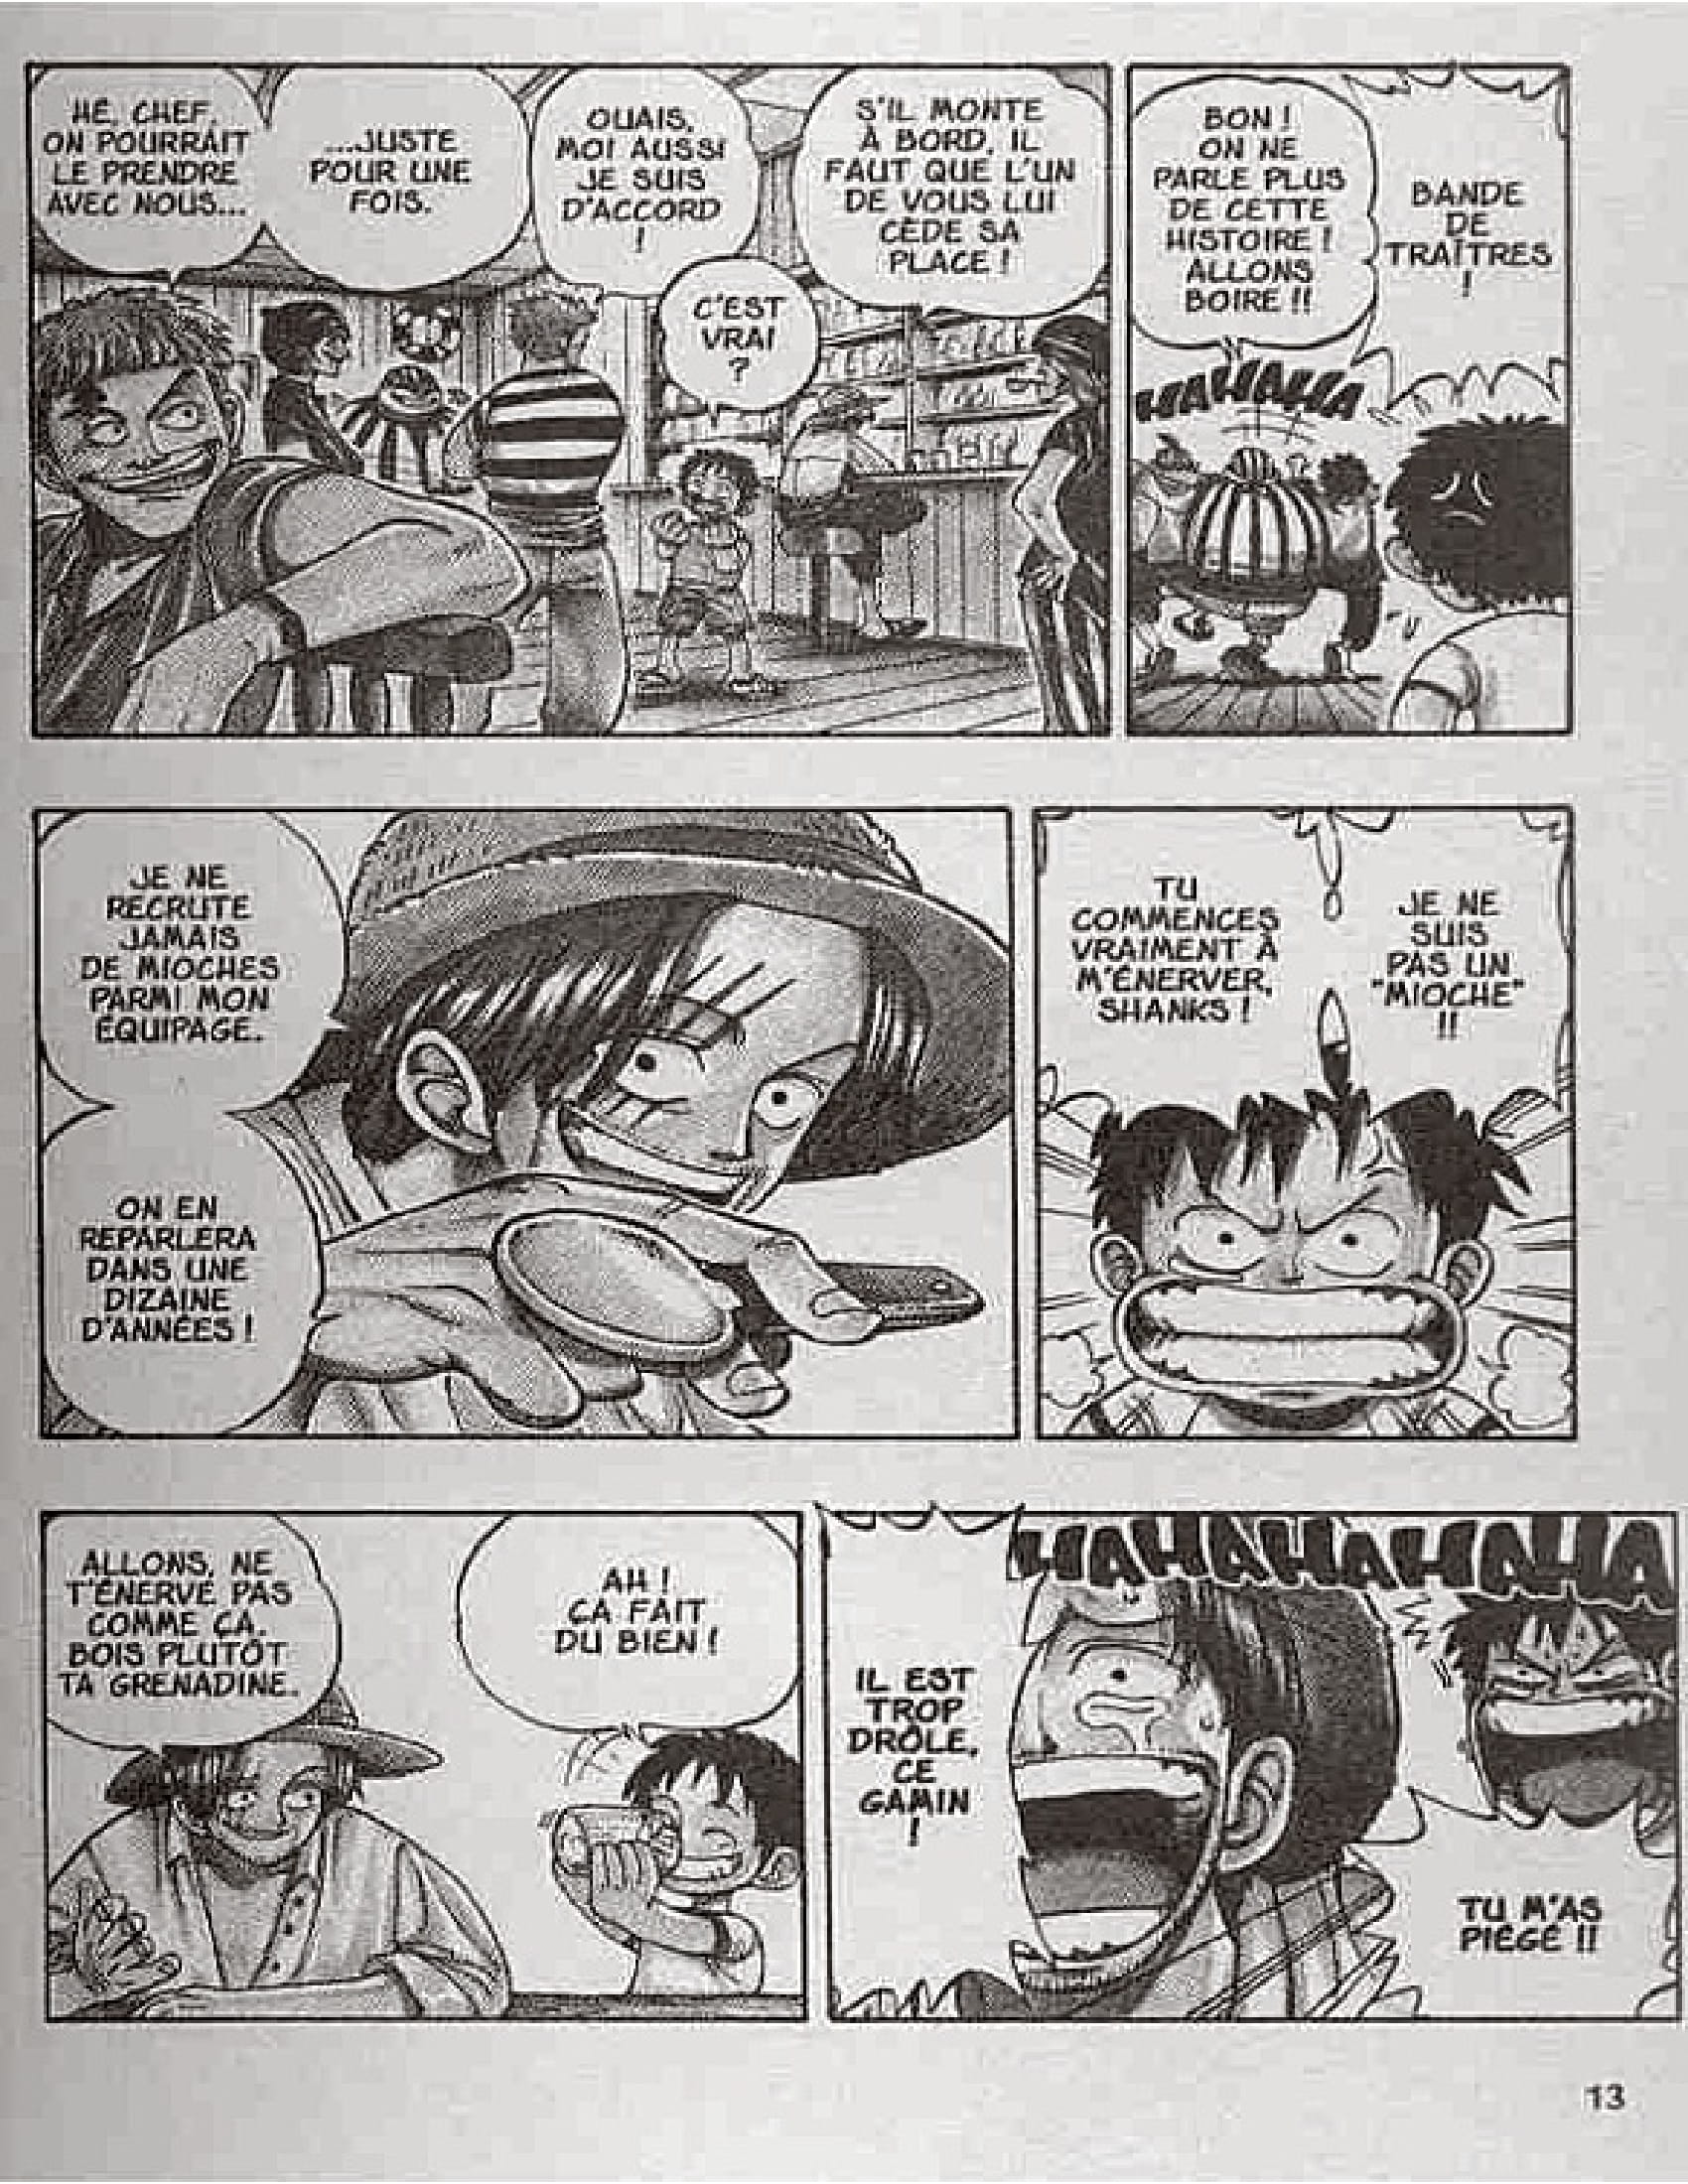 HÉ, CHEF,
ON POURRAIT
LE PRENDRE
AVEC NOUS...
...JUSTE
POUR UNE
FOIS.
OUAIS,
MOI AUSSI
JE SUIS
D'ACCORD
!
C'EST
VRAI
?
S'IL MONTE
À BORD, IL
FAUT QUE L'UN
DE VOUS LUI
CÈDE SA
PLACE !
BON !
ON NE
PARLE PLUS
DE CETTE
HISTOIRE !
ALLONS
BOIRE !!
BANDE
DE
TRAÎTRES
!
HAHAHAHA
JE NE
RECRUTE
JAMAIS
DE MIOCHES
PARMI MON
ÉQUIPAGE.
ON EN
REPARLERA
DANS UNE
DIZAINE
D'ANNÉES !
TU
COMMENCES
VRAIMENT À
M'ÉNERVER,
SHANKS !
JE NE
SUIS
PAS UN
"MIOCHE"
!!
ALLONS, NE
T'ÉNERVE PAS
COMME ÇA.
BOIS PLUTÔT
TA GRENADINE.
AH !
ÇA FAIT
DU BIEN !
HAHAHAHAHAHA
IL EST
TROP
DRÔLE,
CE
GAMIN
!
TU M'AS
PIÉGÉ !!
13